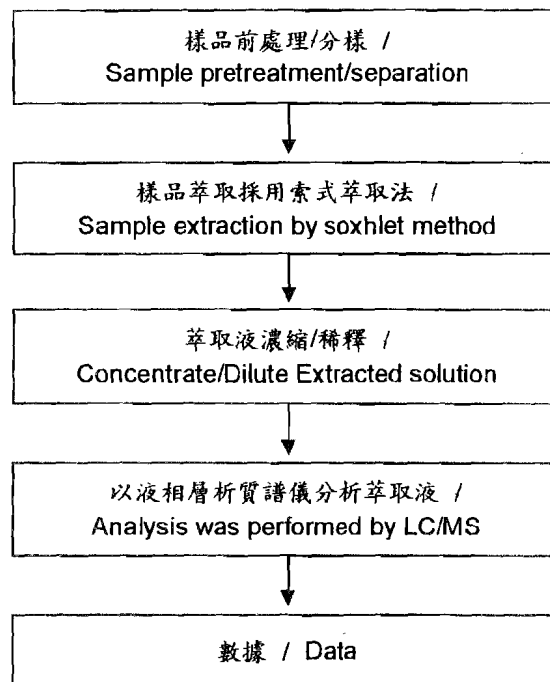 樣品前處理/分樣 /
Sample pretreatment/separation
樣品萃取採用索式萃取法 /
Sample extraction by soxhlet method
萃取液濃縮/稀釋 /
Concentrate/Dilute Extracted solution
以液相層析質譜儀分析萃取液 /
Analysis was performed by LC/MS
數據 / Data